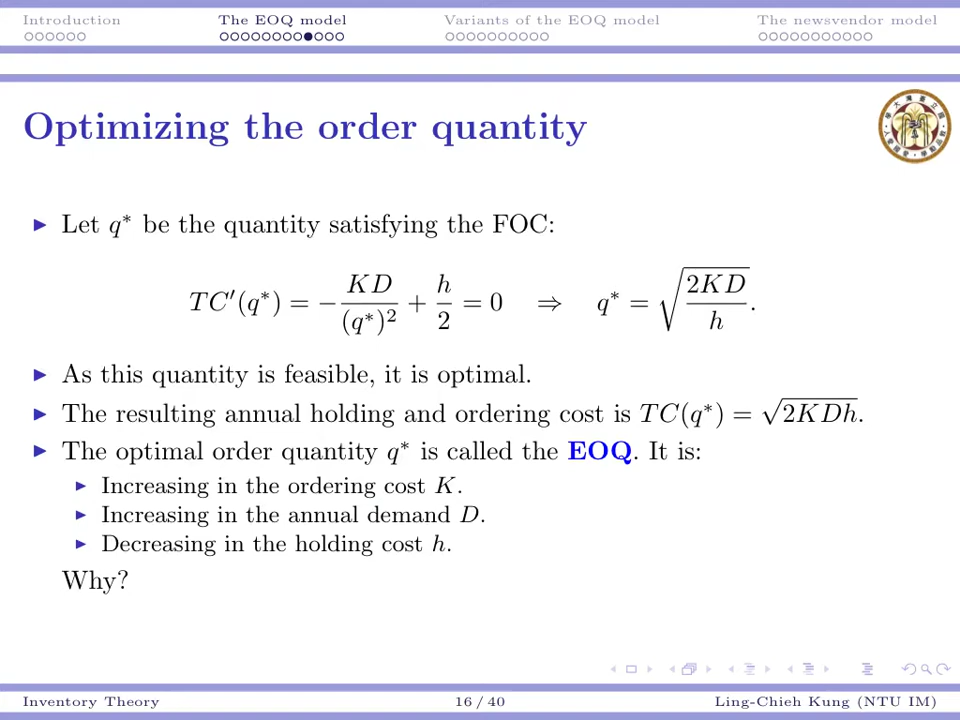 Introduction
The EOQ model
Variants of the EOQ model
The newsvendor model
Optimizing the order quantity
Let q* be the quantity satisfying the FOC:
TC′(q*) = −KD/(q*)² + h/2 = 0 ⇒ q* = √(2KD/h).
As this quantity is feasible, it is optimal.
The resulting annual holding and ordering cost is TC(q*) = √2KDh.
The optimal order quantity q* is called the EOQ. It is:
Increasing in the ordering cost K.
Increasing in the annual demand D.
Decreasing in the holding cost h.
Why?
Inventory Theory
16 / 40
Ling-Chieh Kung (NTU IM)